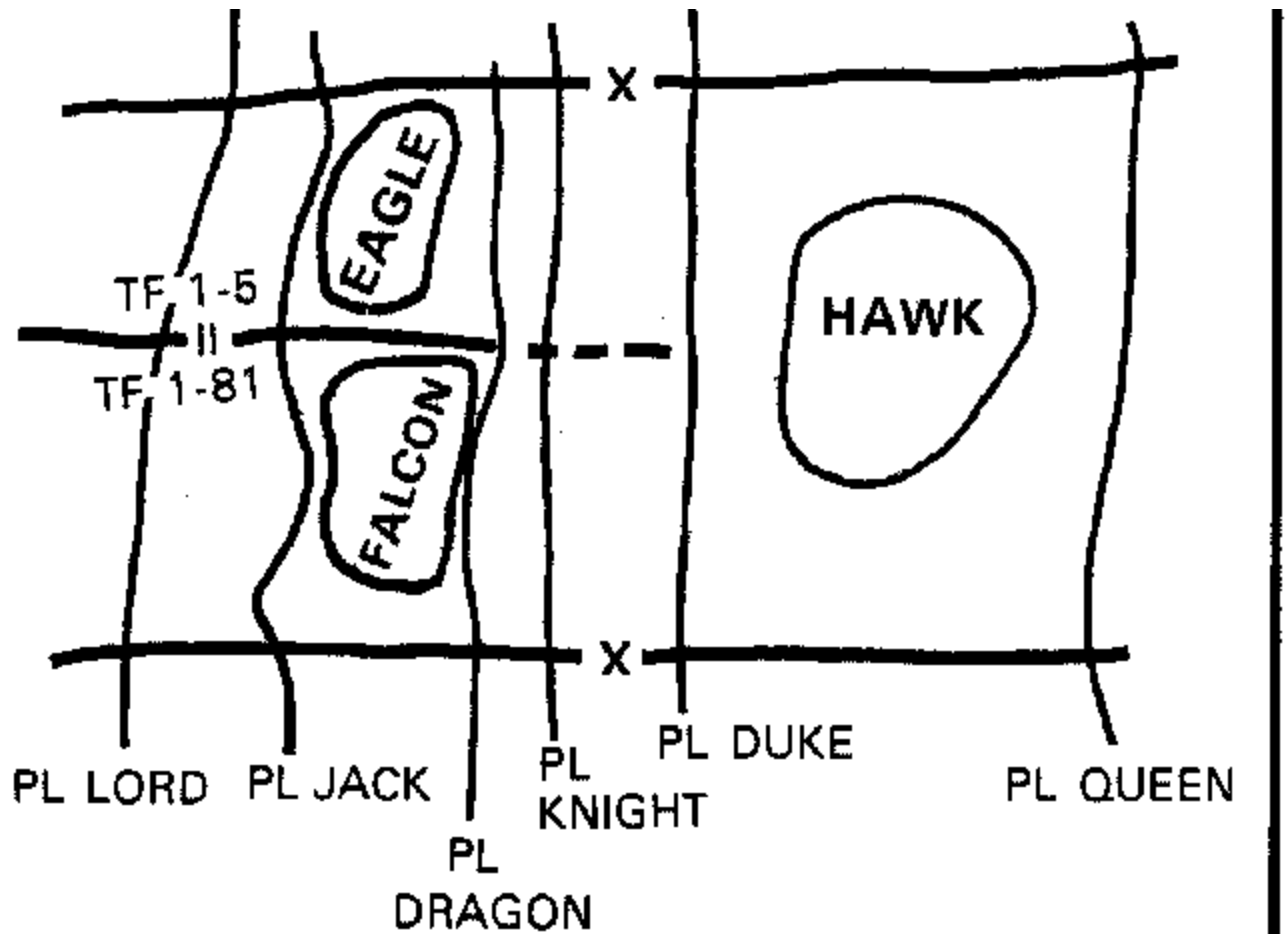 X
EAGLE
TF 1-5
II
TF 1-81
HAWK
FALCON
X
PL LORD
PL JACK
PL
DRAGON
PL
KNIGHT
PL DUKE
PL QUEEN